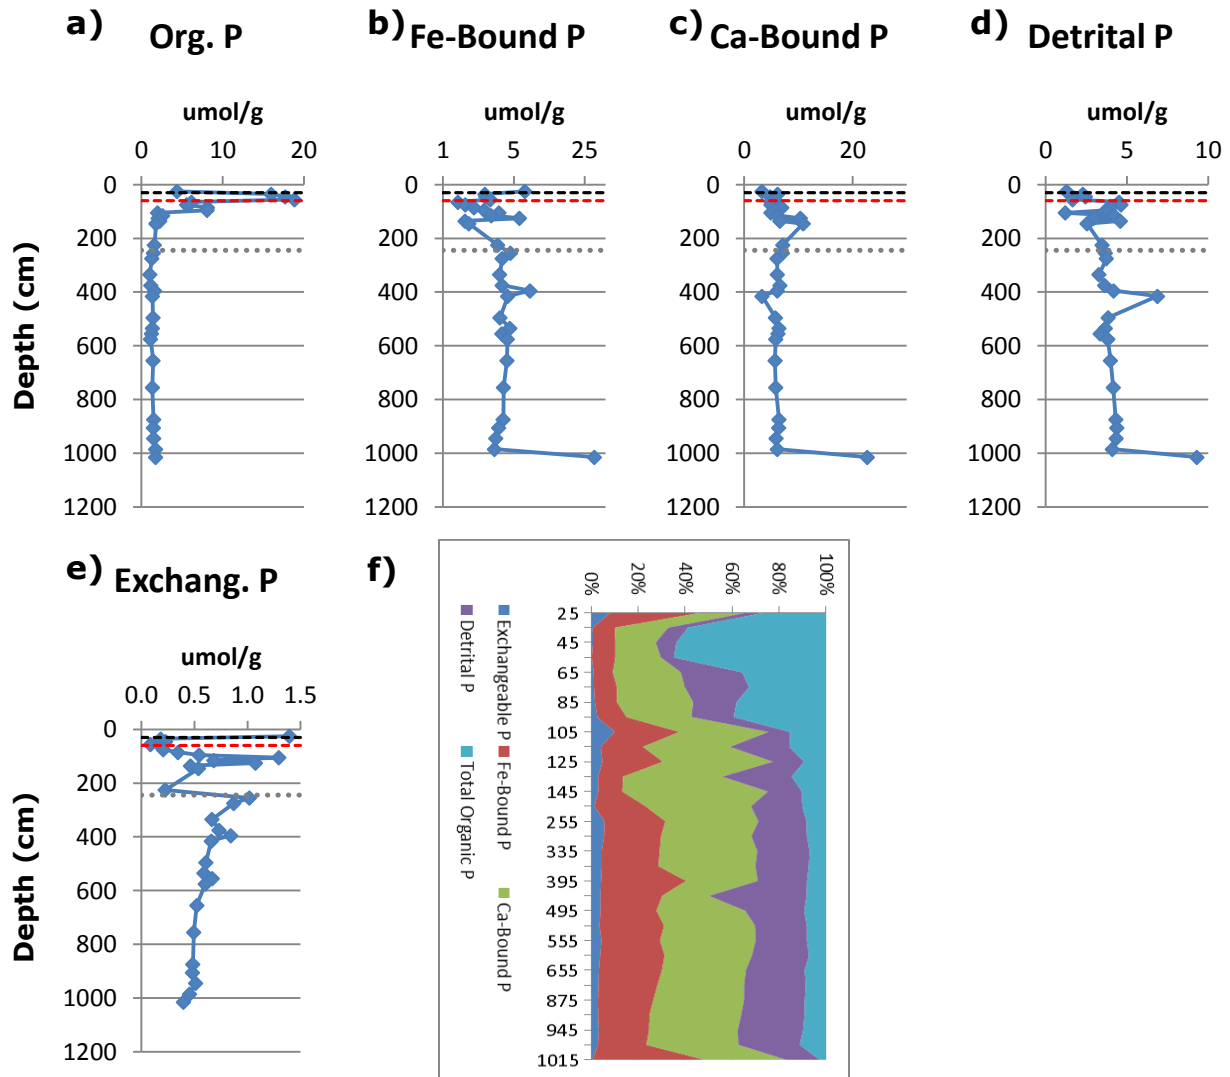 a) Org. P
umol/g
0 10 20
0
200
400
600
800
1000
1200
Depth (cm)
b) Fe-Bound P
umol/g
1 5 25
0
200
400
600
800
1000
1200
c) Ca-Bound P
umol/g
0 20
0
200
400
600
800
1000
1200
d) Detrital P
umol/g
0 5 10
0
200
400
600
800
1000
1200
e) Exchang. P
umol/g
0.0 0.5 1.0 1.5
0
200
400
600
800
1000
1200
Depth (cm)
f)
0% 20% 40% 60% 80% 100%
25
45
65
85
105
125
145
255
335
395
495
555
655
875
945
1015
Exchangeable P
Fe-Bound P
Ca-Bound P
Detrital P
Total Organic P